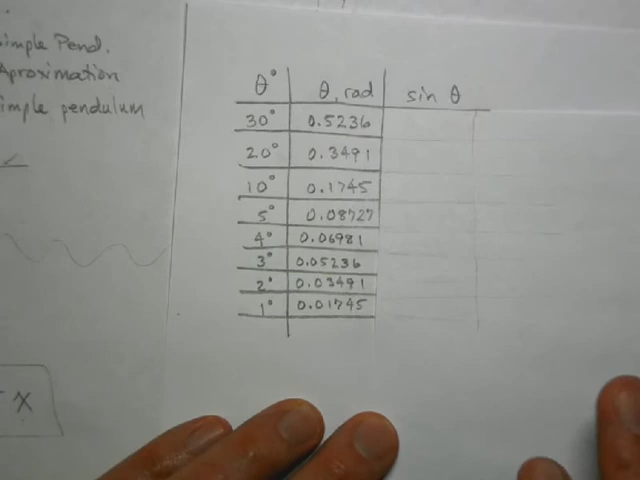 Simple Pend.
Aproximation
imple pendulum
θ° θ, rad sin θ
30° 0.5236
20° 0.3491
10° 0.1745
5° 0.08727
4° 0.06981
3° 0.05236
2° 0.03491
1° 0.01745
x